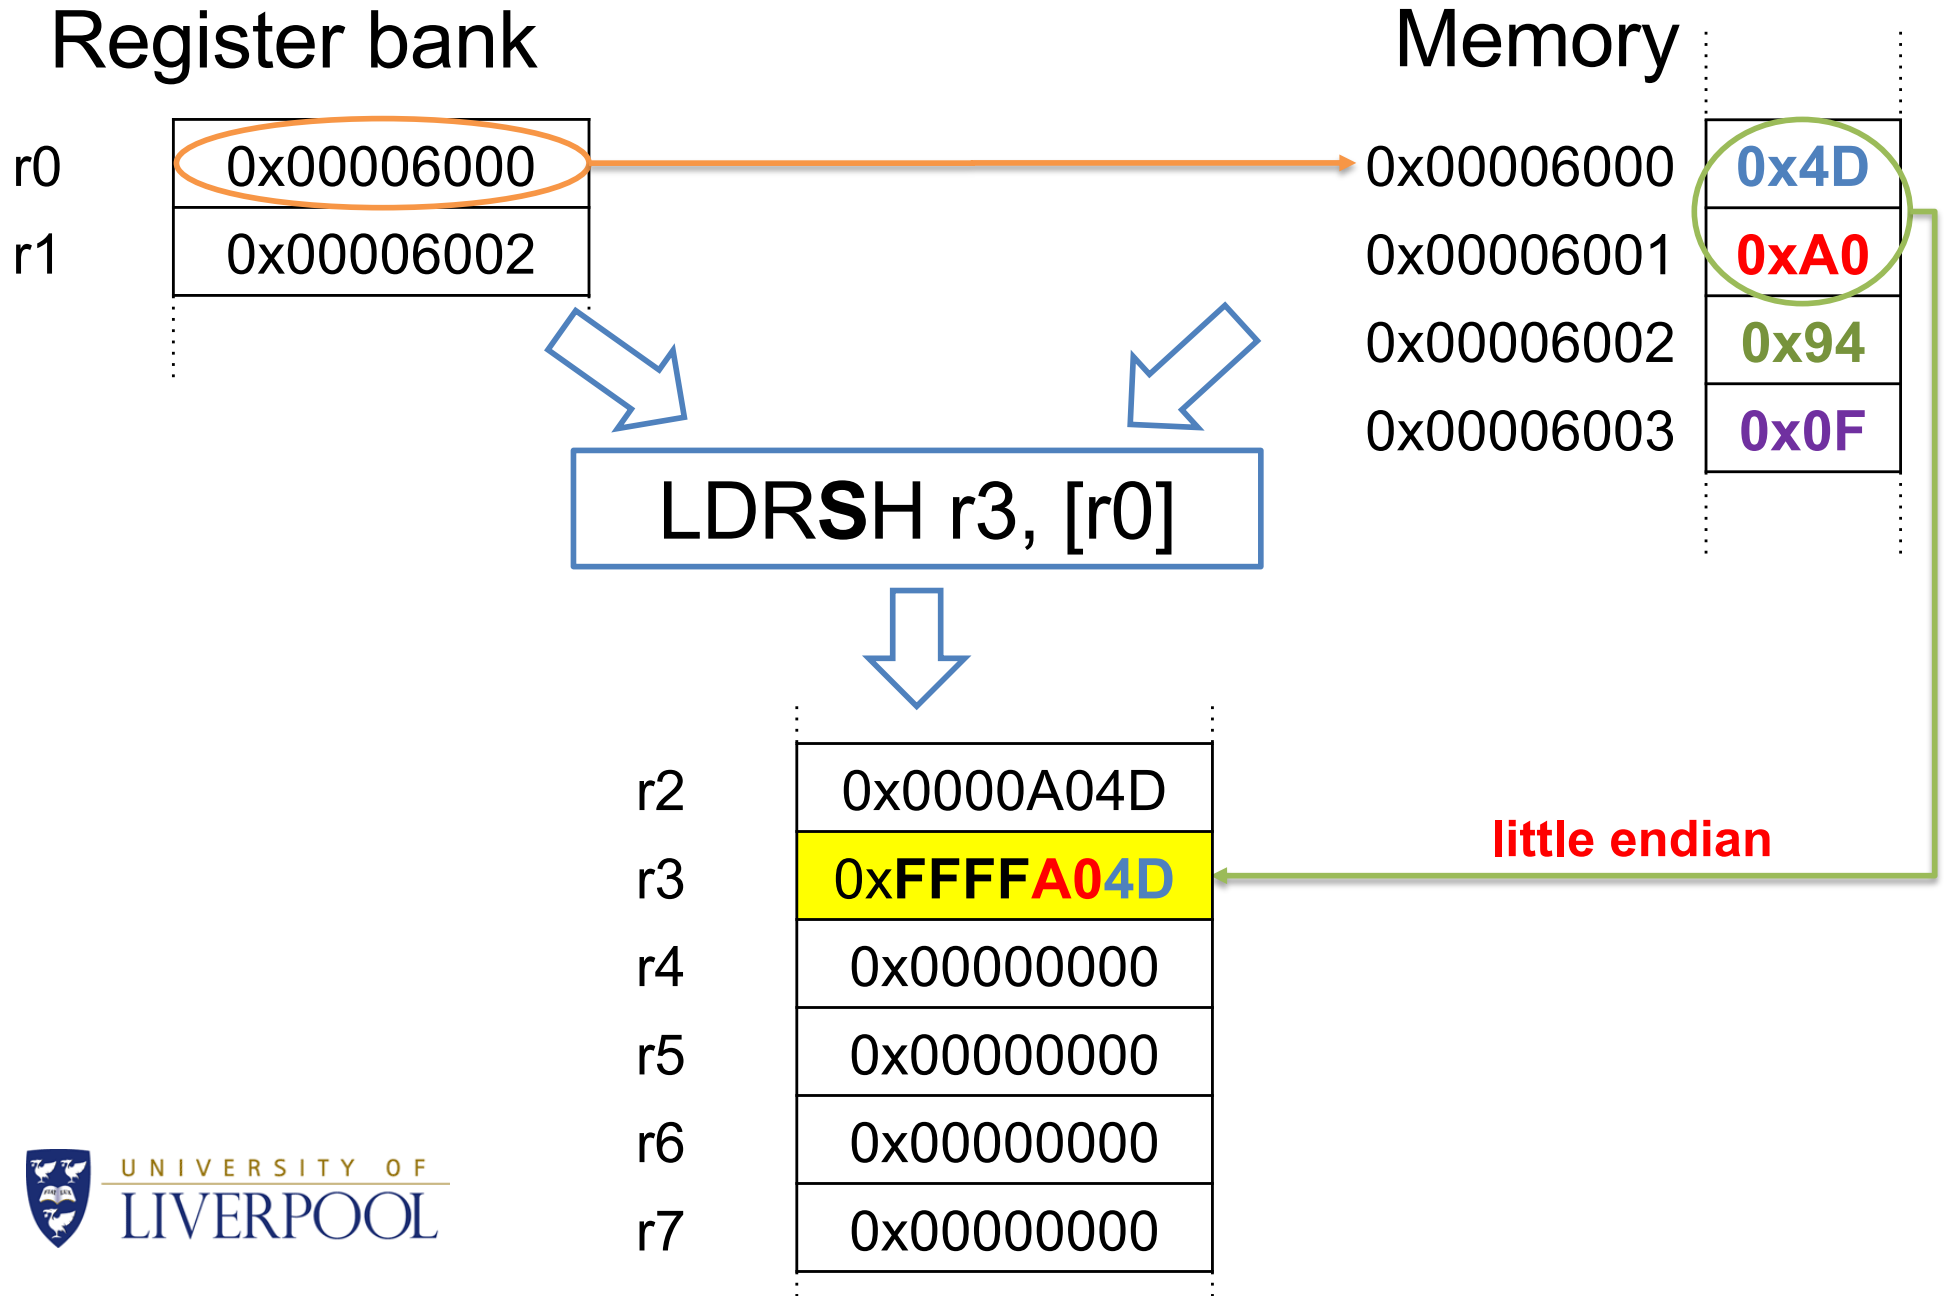 Register bank
Memory
r0 0x00006000
r1 0x00006002
0x00006000 0x4D
0x00006001 0xA0
0x00006002 0x94
0x00006003 0x0F
LDRSH r3, [r0]
r2 0x0000A04D
r3 0xFFFFA04D
little endian
r4 0x00000000
r5 0x00000000
r6 0x00000000
r7 0x00000000
UNIVERSITY OF
LIVERPOOL